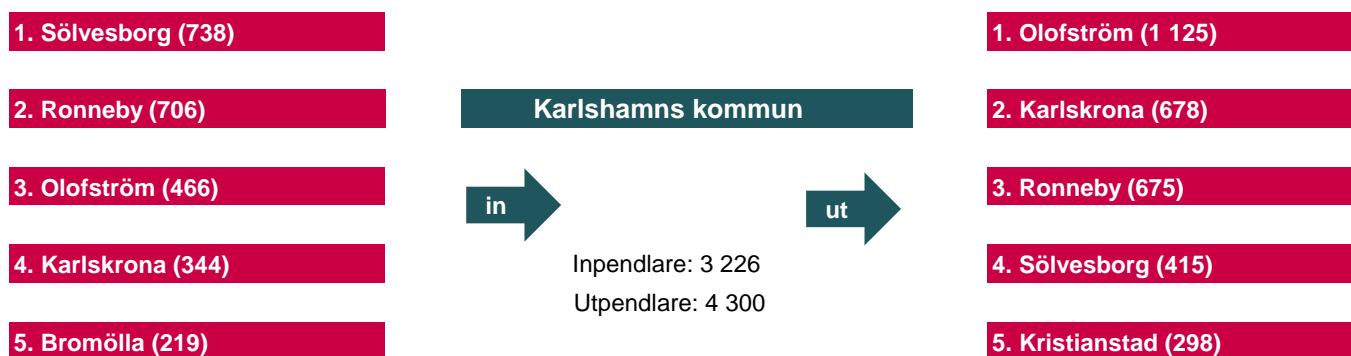 1. Sölvesborg (738)
2. Ronneby (706)
3. Olofström (466)
4. Karlskrona (344)
5. Bromölla (219)
Karlshamns kommun
in
ut
Inpendlare: 3 226
Utpendlare: 4 300
1. Olofström (1 125)
2. Karlskrona (678)
3. Ronneby (675)
4. Sölvesborg (415)
5. Kristianstad (298)